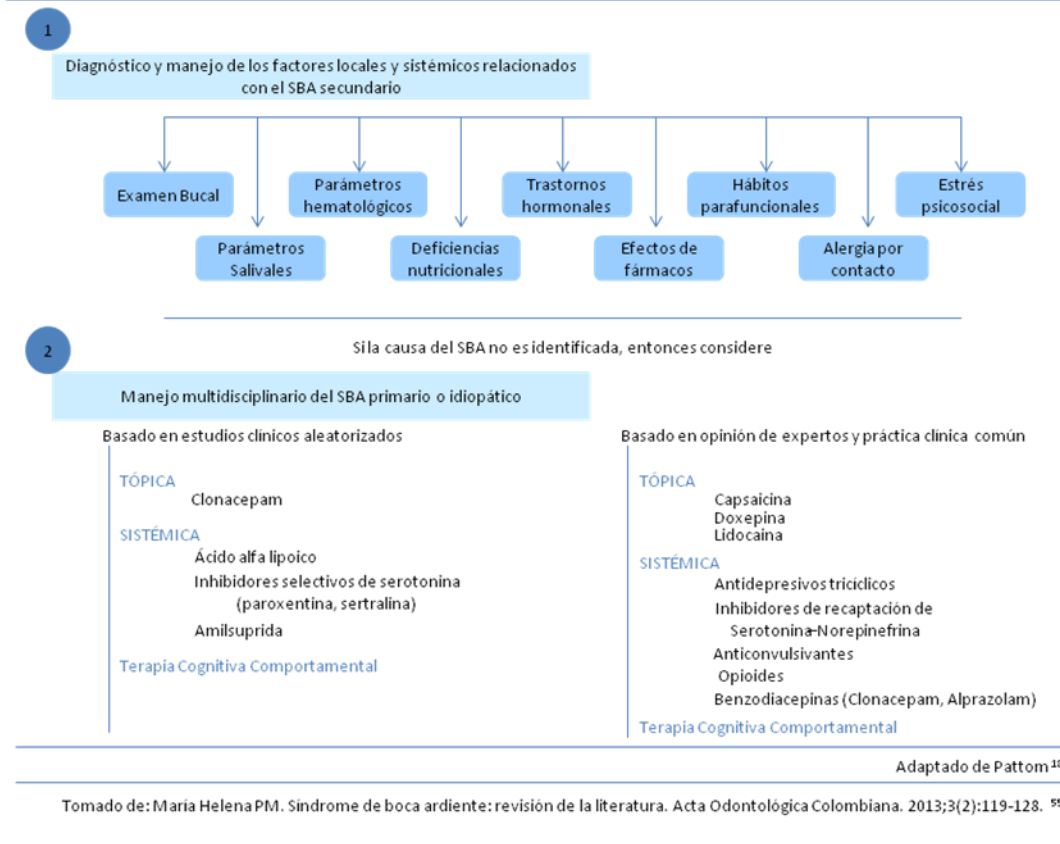 1
Diagnóstico y manejo de los factores locales y sistémicos relacionados
con el SBA secundario
Examen Bucal
Parámetros
hematológicos
Trastornos
hormonales
Hábitos
parafuncionales
Estrés
psicosocial
Parámetros
Salivales
Deficiencias
nutricionales
Efectos de
fármacos
Alergia por
contacto
2
Si la causa del SBA no es identificada, entonces considere
Manejo multidisciplinario del SBA primario o idiopático
Basado en estudios clínicos aleatorizados
TÓPICA
Clonacepam
SISTÉMICA
Ácido alfa lipoico
Inhibidores selectivos de serotonina
(paroxentina, sertralina)
Amilsuprida
Terapia Cognitiva Comportamental
Basado en opinión de expertos y práctica clínica común
TÓPICA
Capsaicina
Doxepina
Lidocaina
SISTÉMICA
Antidepresivos tricíclicos
Inhibidores de recaptación de
Serotonina-Norepinefrina
Anticonvulsivantes
Opioides
Benzodiacepinas (Clonacepam, Alprazolam)
Terapia Cognitiva Comportamental
Adaptado de Pattom
Tomado de: María Helena PM. Síndrome de boca ardiente: revisión de la literatura. Acta Odontológica Colombiana. 2013;3(2):119-128.